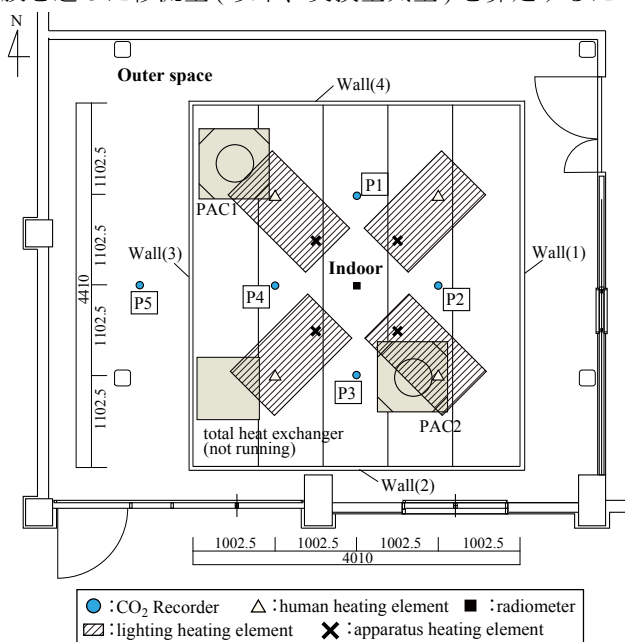 N
Outer space
Wall(4)
PAC1
P1
Wall(3)
Indoor
Wall(1)
P5
P4
P2
P3
PAC2
total heat exchanger
(not running)
Wall(2)
1102.5
1102.5
1102.5
1102.5
4410
1002.5 1002.5 1002.5 1002.5
4010
:CO₂ Recorder :human heating element :radiometer
:lighting heating element :apparatus heating element